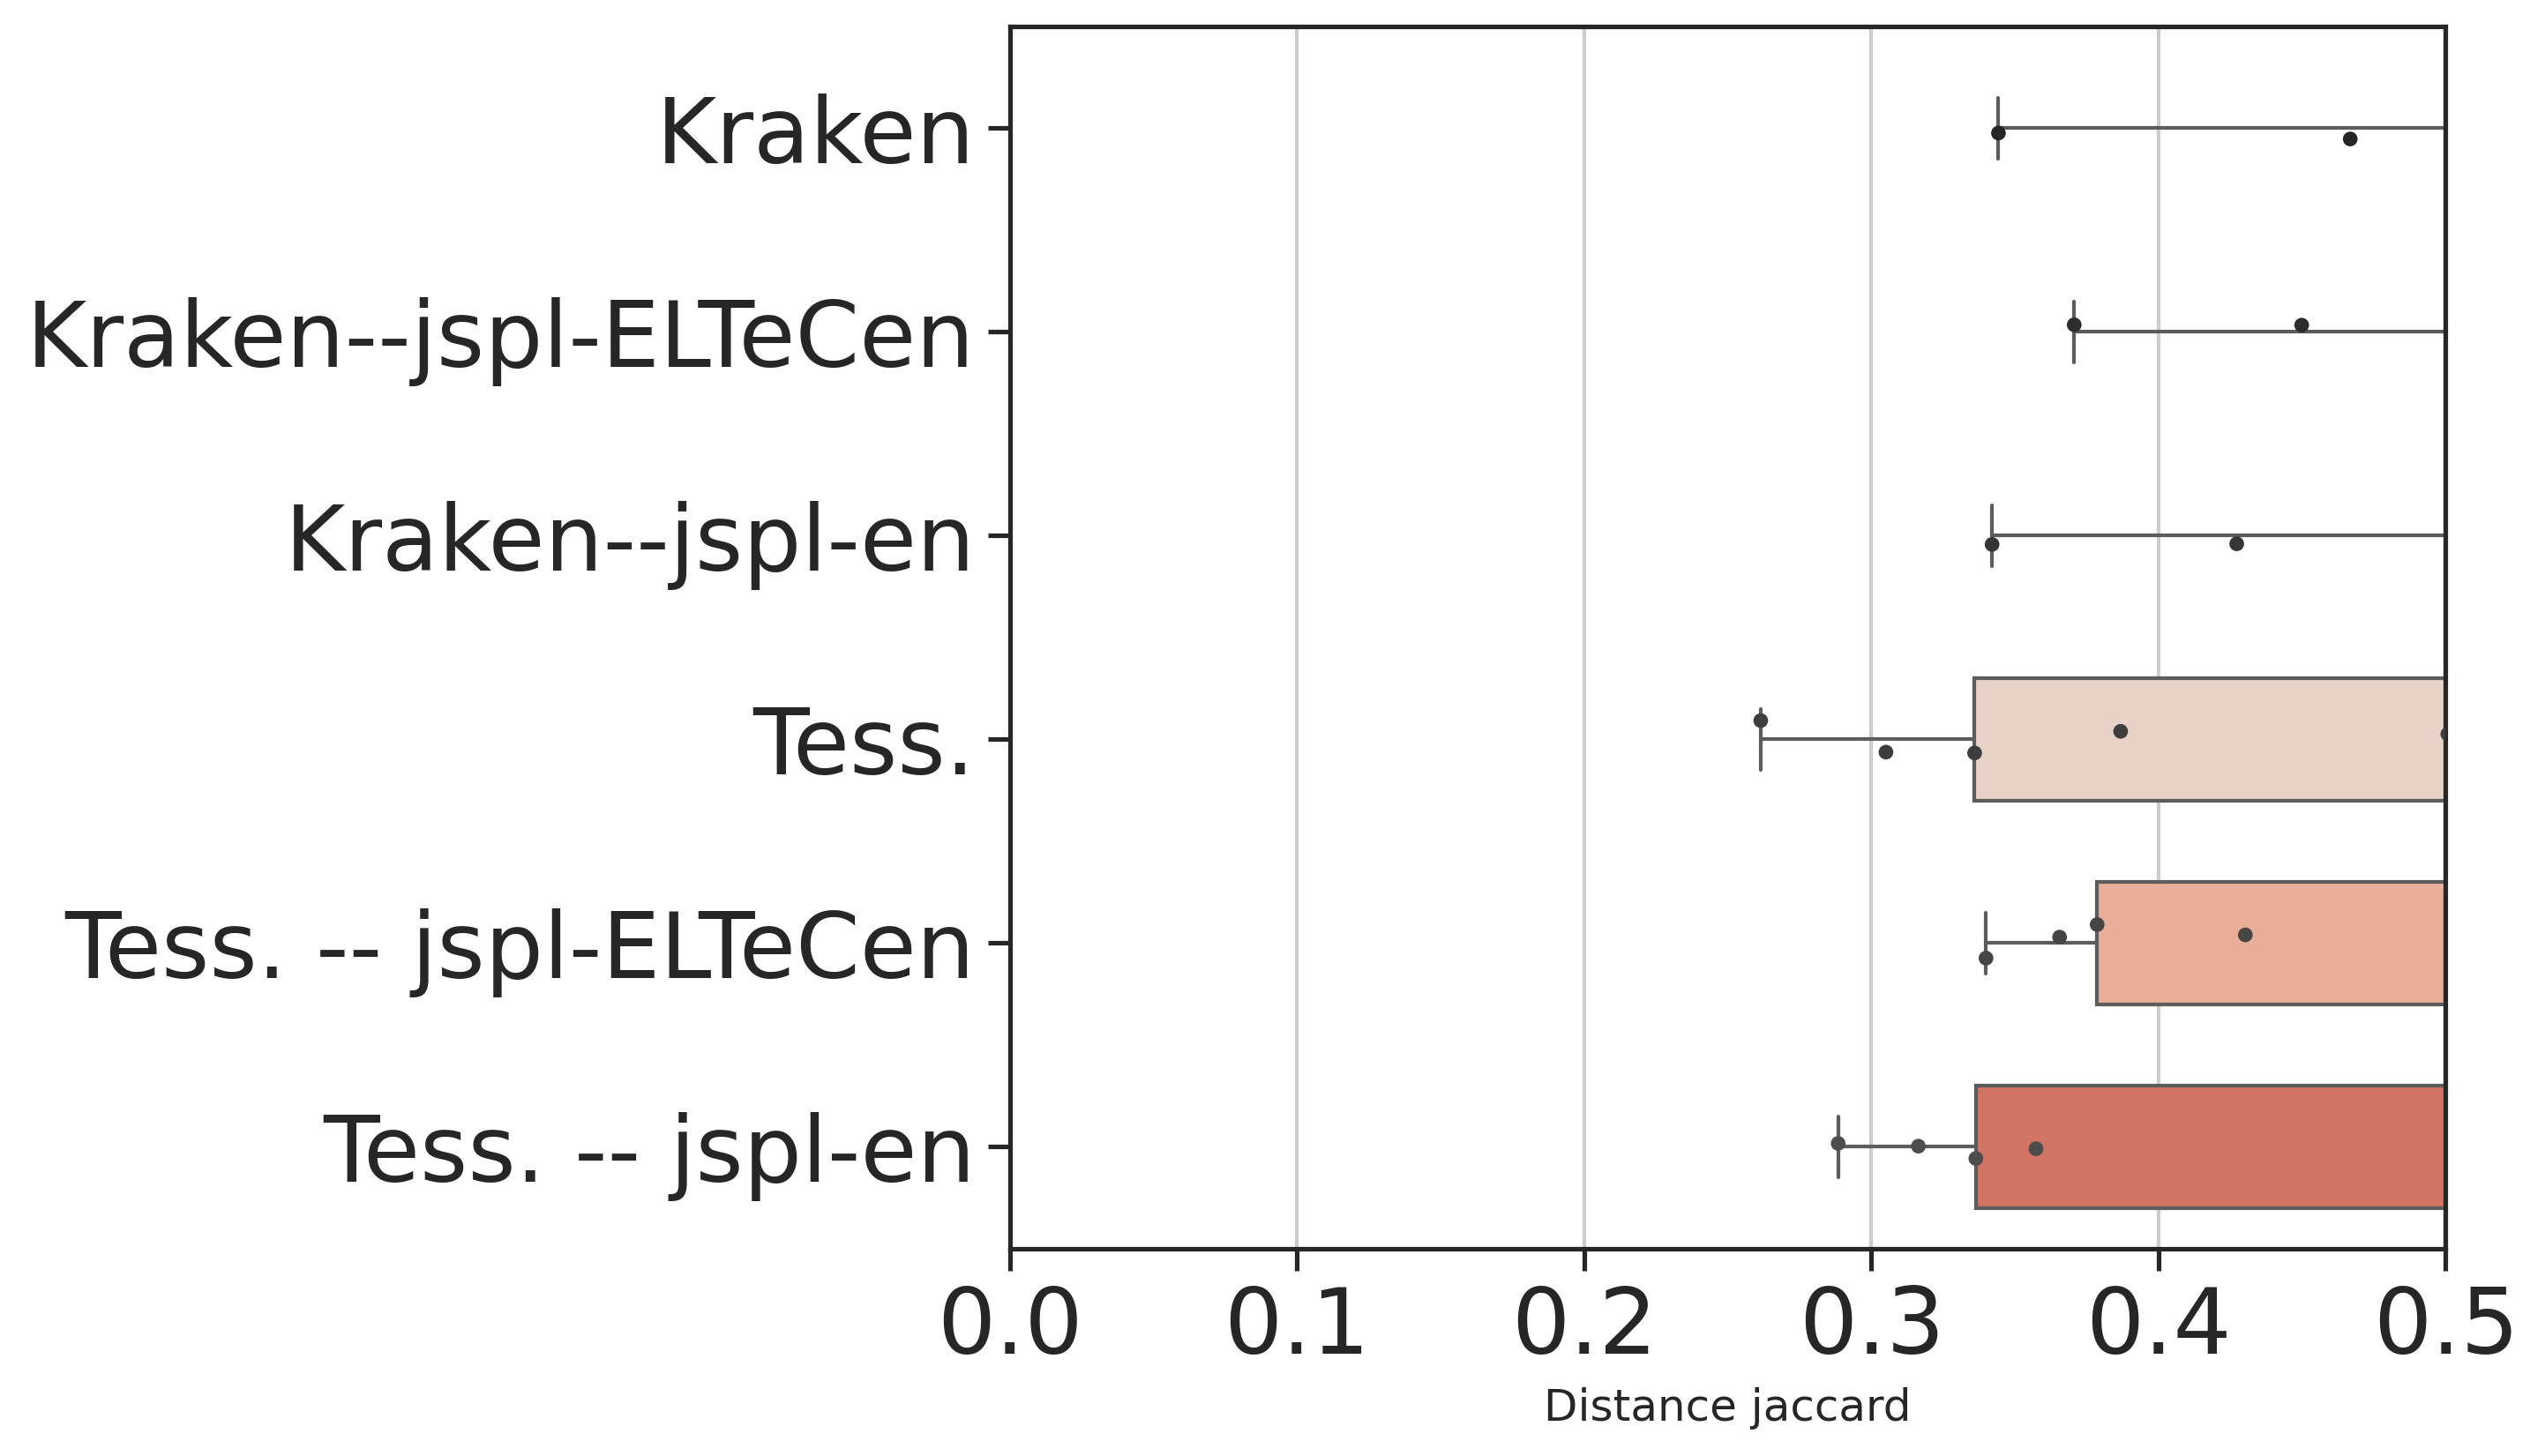 Kraken
Kraken--jspl-ELTeCen
Kraken--jspl-en
Tess.
Tess. -- jspl-ELTeCen
Tess. -- jspl-en
0.0 0.1 0.2 0.3 0.4 0.5
Distance jaccard